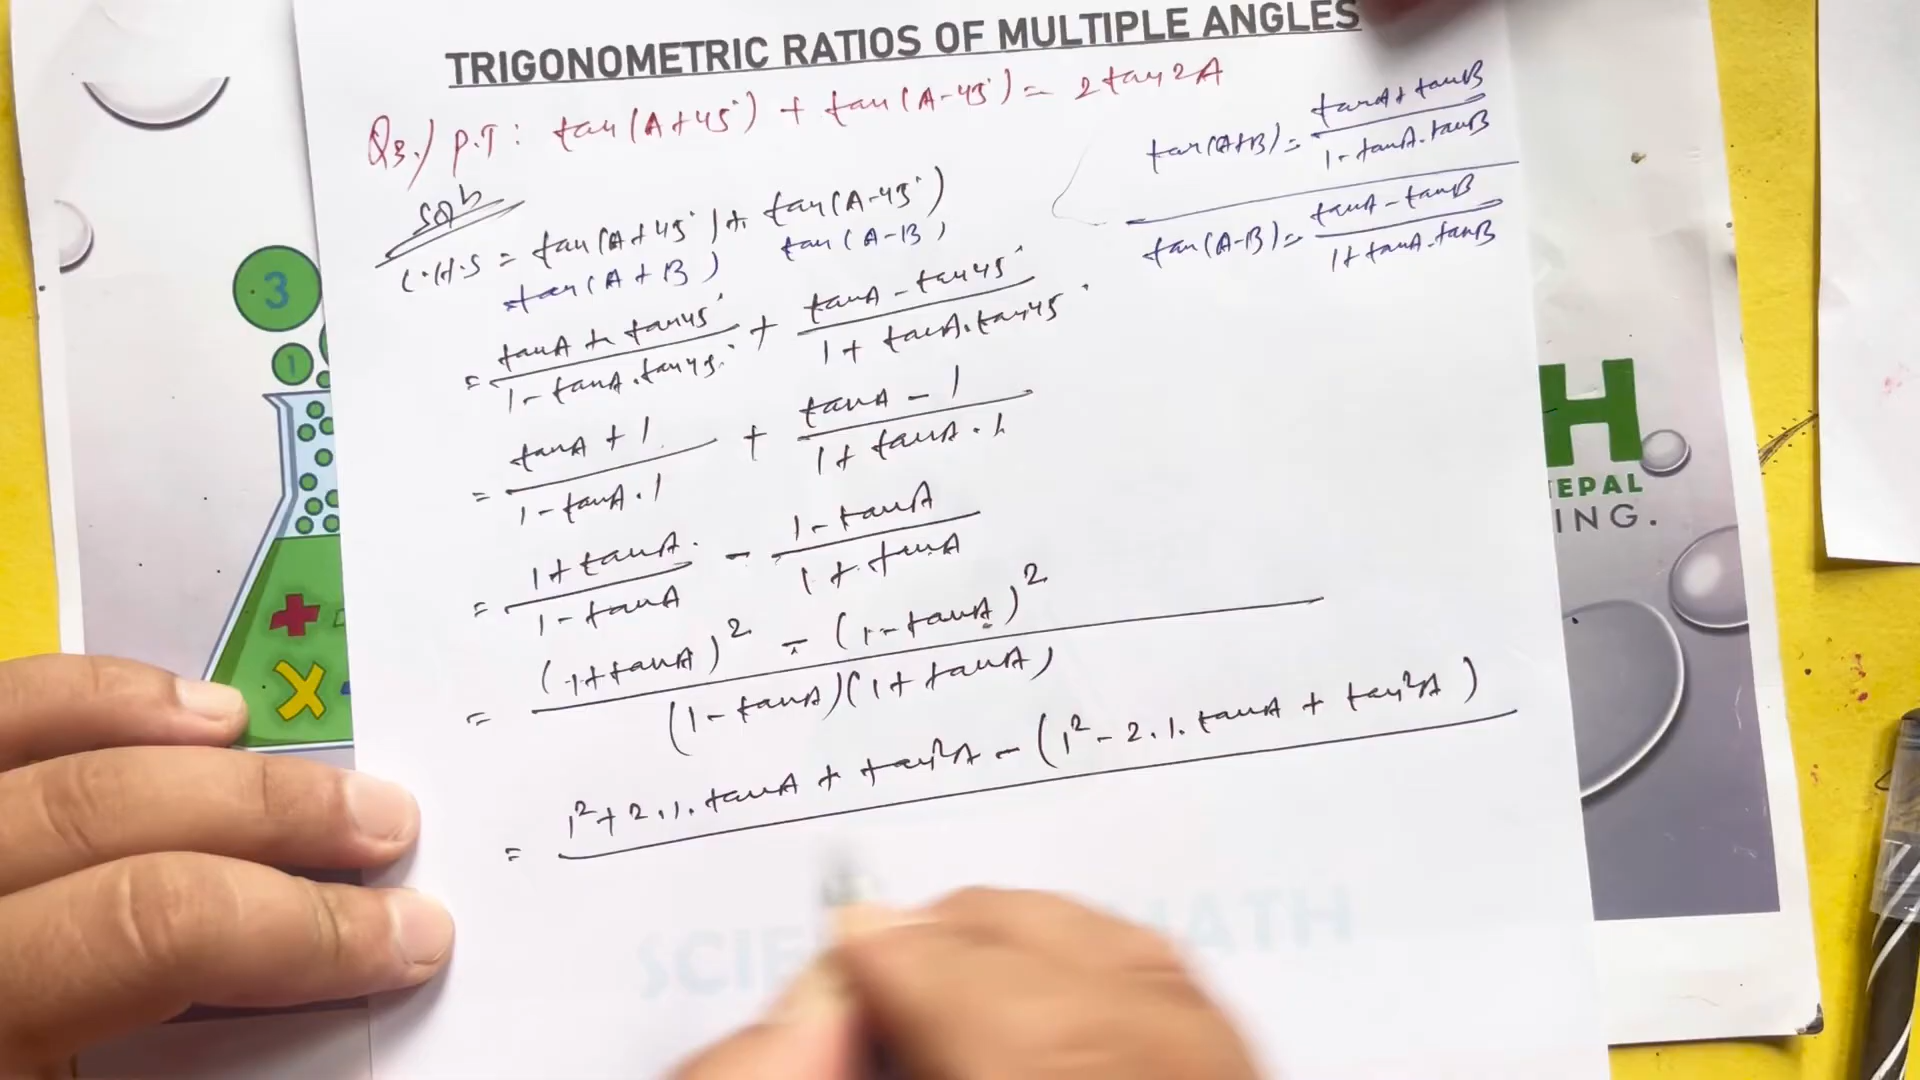 TRIGONOMETRIC RATIOS OF MULTIPLE ANGLES
Q3.) P.T: tan(A+45°) + tan(A-45°) = 2tan2A
tan(A+B) = tanA + tanB / 1 - tanA.tanB
tan(A-B) = tanA - tanB / 1 + tanA.tanB
Soln
L.H.S = tan(A+45°) + tan(A-45°)
tan(A+B) tan(A-B)
= tanA + tan45° / 1 - tanA.tan45° + tanA - tan45° / 1 + tanA.tan45°
= tanA + 1 / 1 - tanA.1 + tanA - 1 / 1 + tanA.1
= 1 + tanA / 1 - tanA - 1 - tanA / 1 + tanA
= (1+tanA)² - (1-tanA)² / (1-tanA)(1+tanA)
= 1² + 2.1.tanA + tan²A - (1² - 2.1.tanA + tan²A)
3
1
H
EPAL
ING.
SCIE MATH